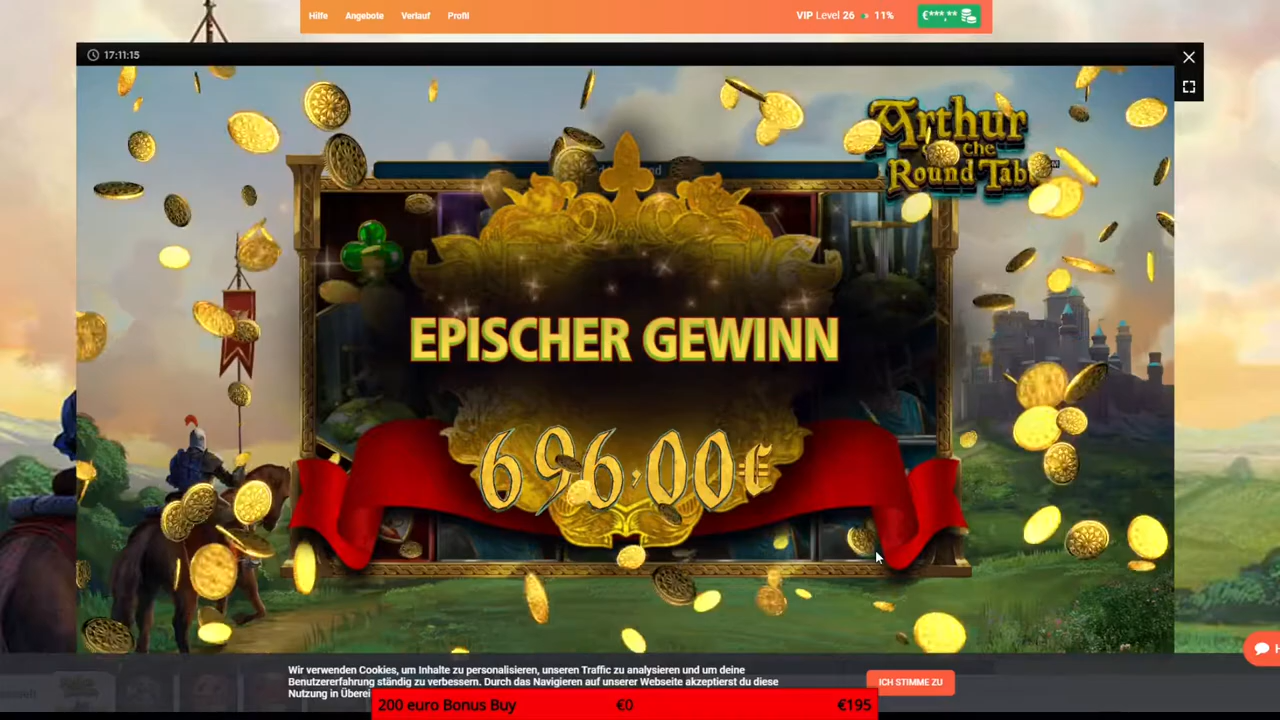 Hilfe Angebote Verlauf Profil VIP Level 26 11% €***,**
17:11:15
Arthur
the
Round Tab
EPISCHER GEWINN
696,00€
Wir verwenden Cookies, um Inhalte zu personalisieren, unseren Traffic zu analysieren und um deine
Benutzererfahrung ständig zu verbessern. Durch das Navigieren auf unserer Webseite akzeptierst du diese
Nutzung in Überei
ICH STIMME ZU
200 euro Bonus Buy €0 €195